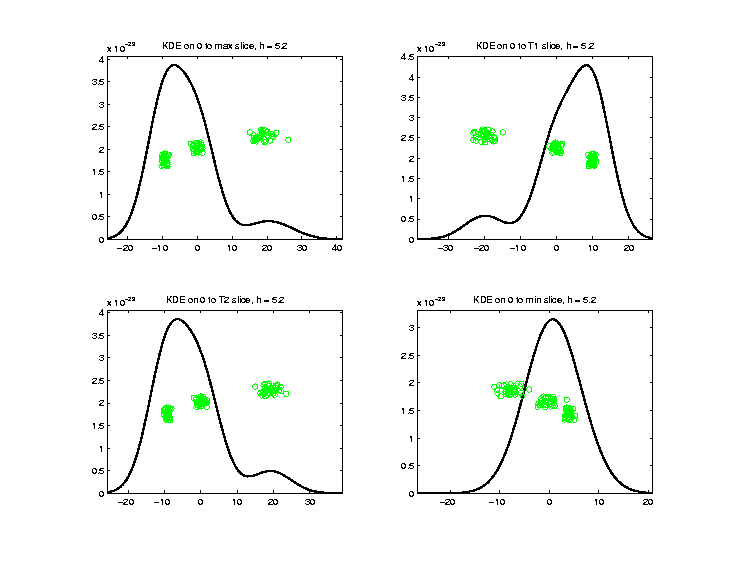 x 10^-29
KDE on 0 to max slice, h = 5.2
4
3.5
3
2.5
2
1.5
1
0.5
0
-20 -10 0 10 20 30 40
x 10^-29
KDE on 0 to T1 slice, h = 5.2
4.5
4
3.5
3
2.5
2
1.5
1
0.5
0
-30 -20 -10 0 10 20
x 10^-29
KDE on 0 to T2 slice, h = 5.2
4
3.5
3
2.5
2
1.5
1
0.5
0
-20 -10 0 10 20 30
x 10^-29
KDE on 0 to min slice, h = 5.2
3
2.5
2
1.5
1
0.5
0
-20 -10 0 10 20